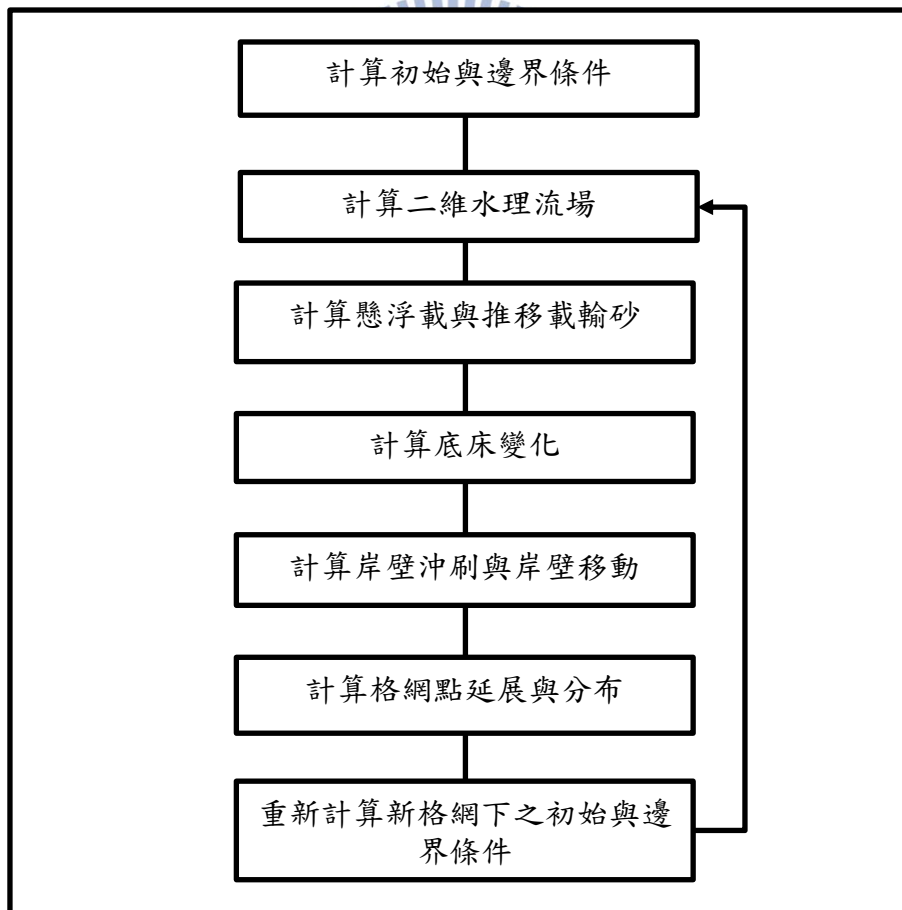 計算初始與邊界條件
計算二維水理流場
計算懸浮載與推移載輸砂
計算底床變化
計算岸壁沖刷與岸壁移動
計算格網點延展與分布
重新計算新格網下之初始與邊
界條件